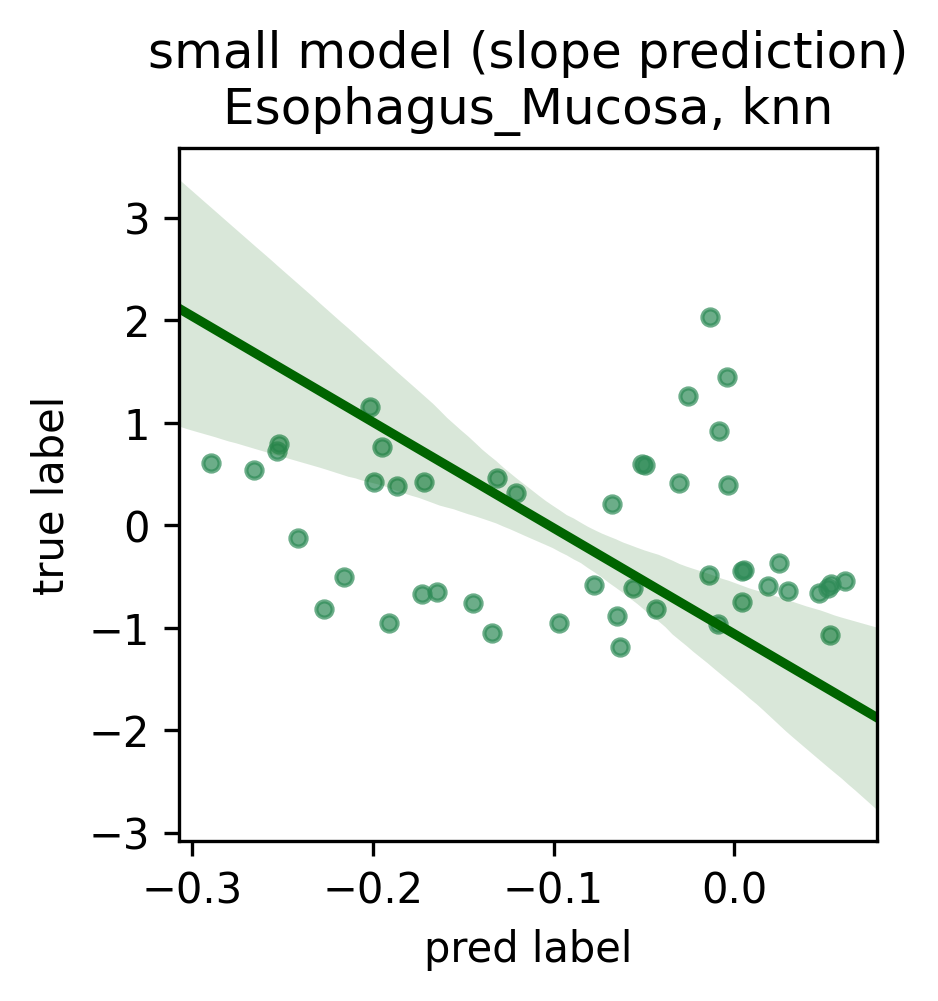 small model (slope prediction)
Esophagus_Mucosa, knn
true label
3
2
1
0
−1
−2
−3
−0.3 −0.2 −0.1 0.0
pred label